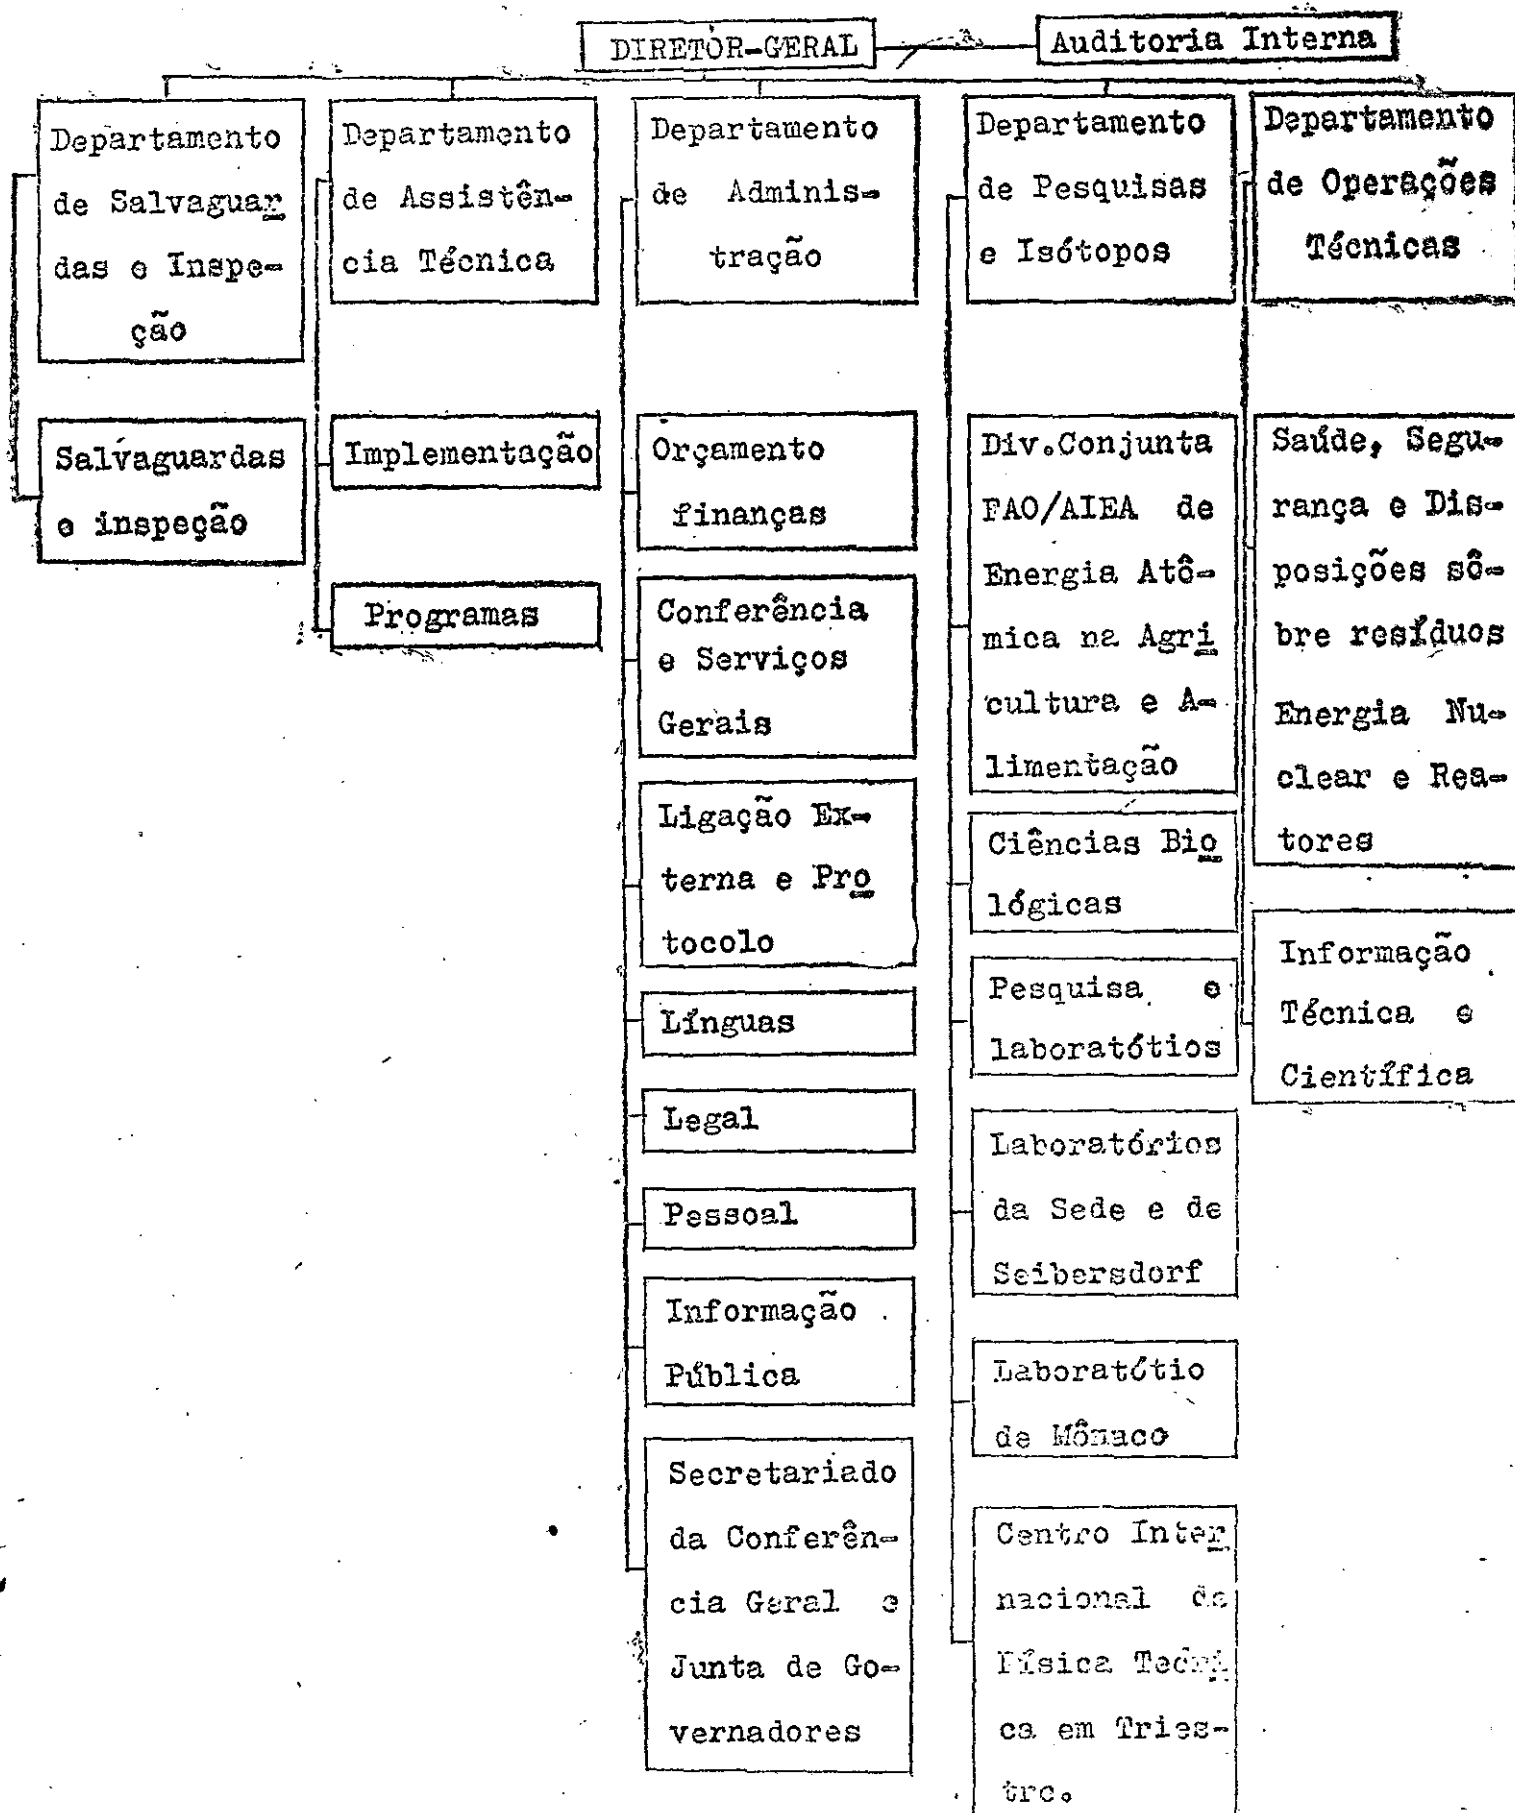 DIRETOR-GERAL
Auditoria Interna
Departamento
de Salvaguar
das e Inspe-
ção
Salvaguardas
e inspeção
Departamento
de Assistên-
cia Técnica
Implementação
Programas
Departamento
de Adminis-
tração
Orçamento
finanças
Conferência
e Serviços
Gerais
Ligação Ex-
terna e Pro
tocolo
Línguas
Legal
Pessoal
Informação
Pública
Secretariado
da Conferên-
cia Geral e
Junta de Go-
vernadores
Departamento
de Pesquisas
e Isótopos
Div.Conjunta
FAO/AIEA de
Energia Atô-
mica na Agri
cultura e A-
limentação
Ciências Bio
lógicas
Pesquisa e
laboratótios
Laboratórios
da Sede e de
Seibersdorf
Laboratótio
de Mônaco
Centro Inter
nacional de
Física Teóri
ca em Tries-
tre.
Departamento
de Operações
Técnicas
Saúde, Segu-
rança e Dis-
posições sô-
bre resíduos
Energia Nu-
clear e Rea-
tores
Informação
Técnica e
Científica